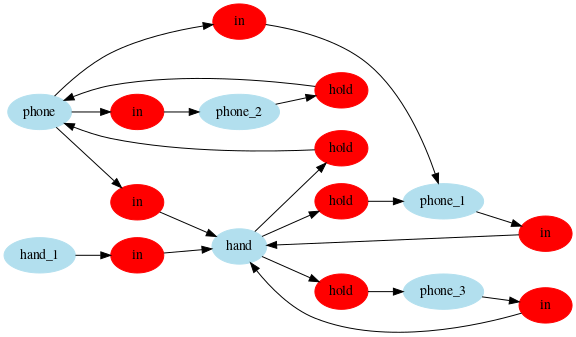 in
hold
phone
in
phone_2
hold
in
hold
phone_1
in
hand
hand_1
in
hold
phone_3
in